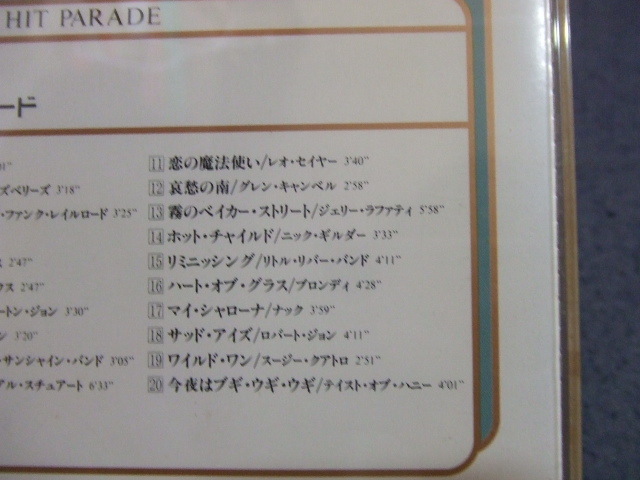 HIT PARADE
ード
01"
ズベリーズ 3'18"
・ファンク・レイルロード 3'25"
2'47"
ラス 2'47"
ートン・ジョン 3'30"
ン 3'20"
・サンシャイン・バンド 3'05"
アル・スチュアート 6'33"
11 恋の魔法使い/レオ・セイヤー 3'40"
12 哀愁の南/グレン・キャンベル 2'58"
13 霧のベイカー・ストリート/ジェリー・ラファティ 5'58"
14 ホット・チャイルド/ニック・ギルダー 3'33"
15 リミニッシング/リトル・リバー・バンド 4'11"
16 ハート・オブ・グラス/ブロンディ 4'28"
17 マイ・シャローナ/ナック 3'59"
18 サッド・アイズ/ロバート・ジョン 4'11"
19 ワイルド・ワン/スージー・クアトロ 2'51"
20 今夜はブギ・ウギ・ウギ/テイスト・オブ・ハニー 4'01"